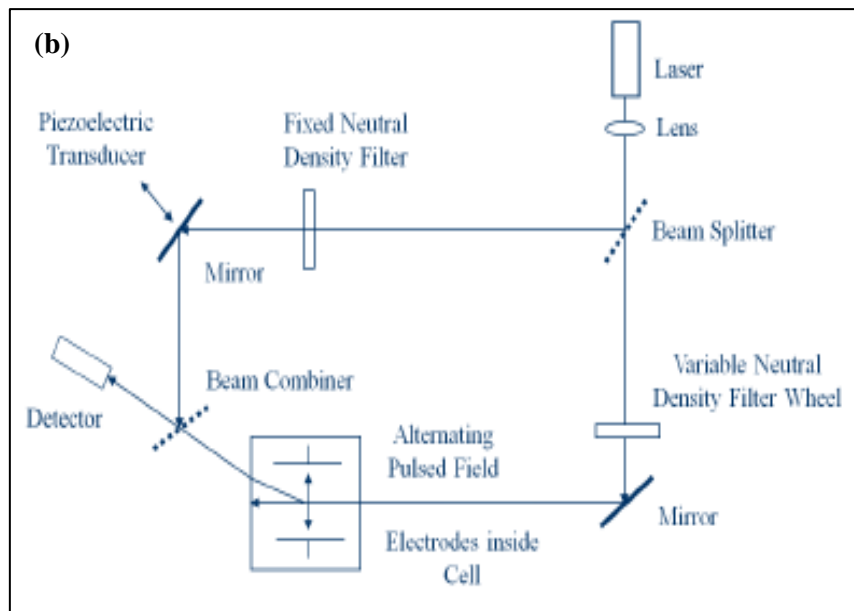 (b)
Laser
Lens
Piezoelectric
Transducer
Fixed Neutral
Density Filter
Beam Splitter
Mirror
Variable Neutral
Density Filter Wheel
Beam Combiner
Detector
Alternating
Pulsed Field
Mirror
Electrodes inside
Cell